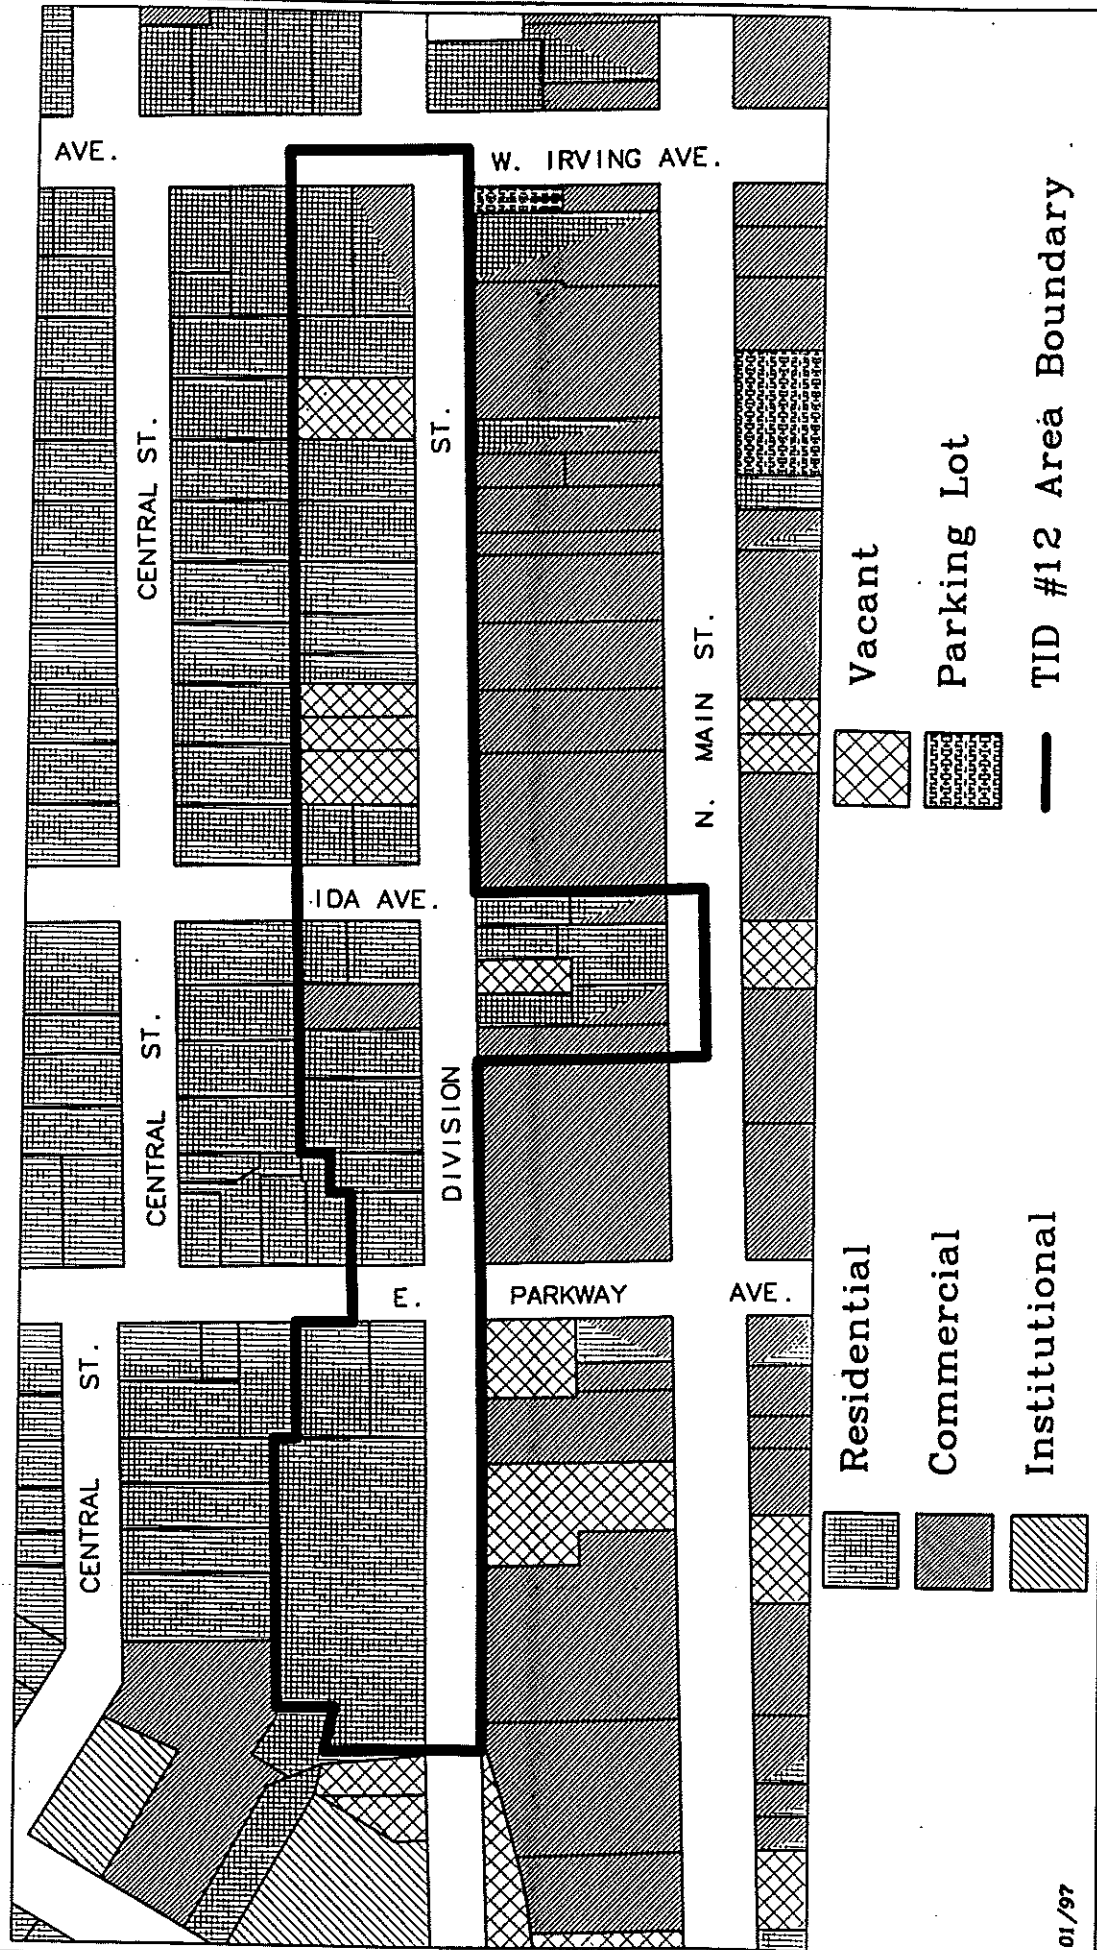 AVE.
W. IRVING AVE.
CENTRAL ST.
ST.
N. MAIN ST.
IDA AVE.
CENTRAL ST.
DIVISION
E. PARKWAY AVE.
CENTRAL ST.
Residential
Commercial
Institutional
Vacant
Parking Lot
TID #12 Area Boundary
01/97